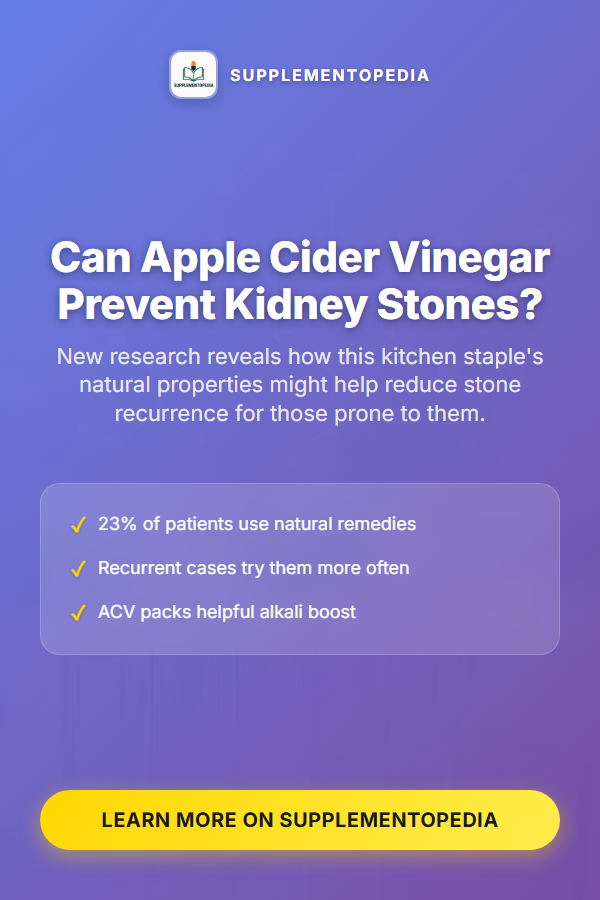 SUPPLEMENTOPEDIA
SUPPLEMENTOPEDIA
Can Apple Cider Vinegar
Prevent Kidney Stones?
New research reveals how this kitchen staple's
natural properties might help reduce stone
recurrence for those prone to them.
✓ 23% of patients use natural remedies
✓ Recurrent cases try them more often
✓ ACV packs helpful alkali boost
LEARN MORE ON SUPPLEMENTOPEDIA